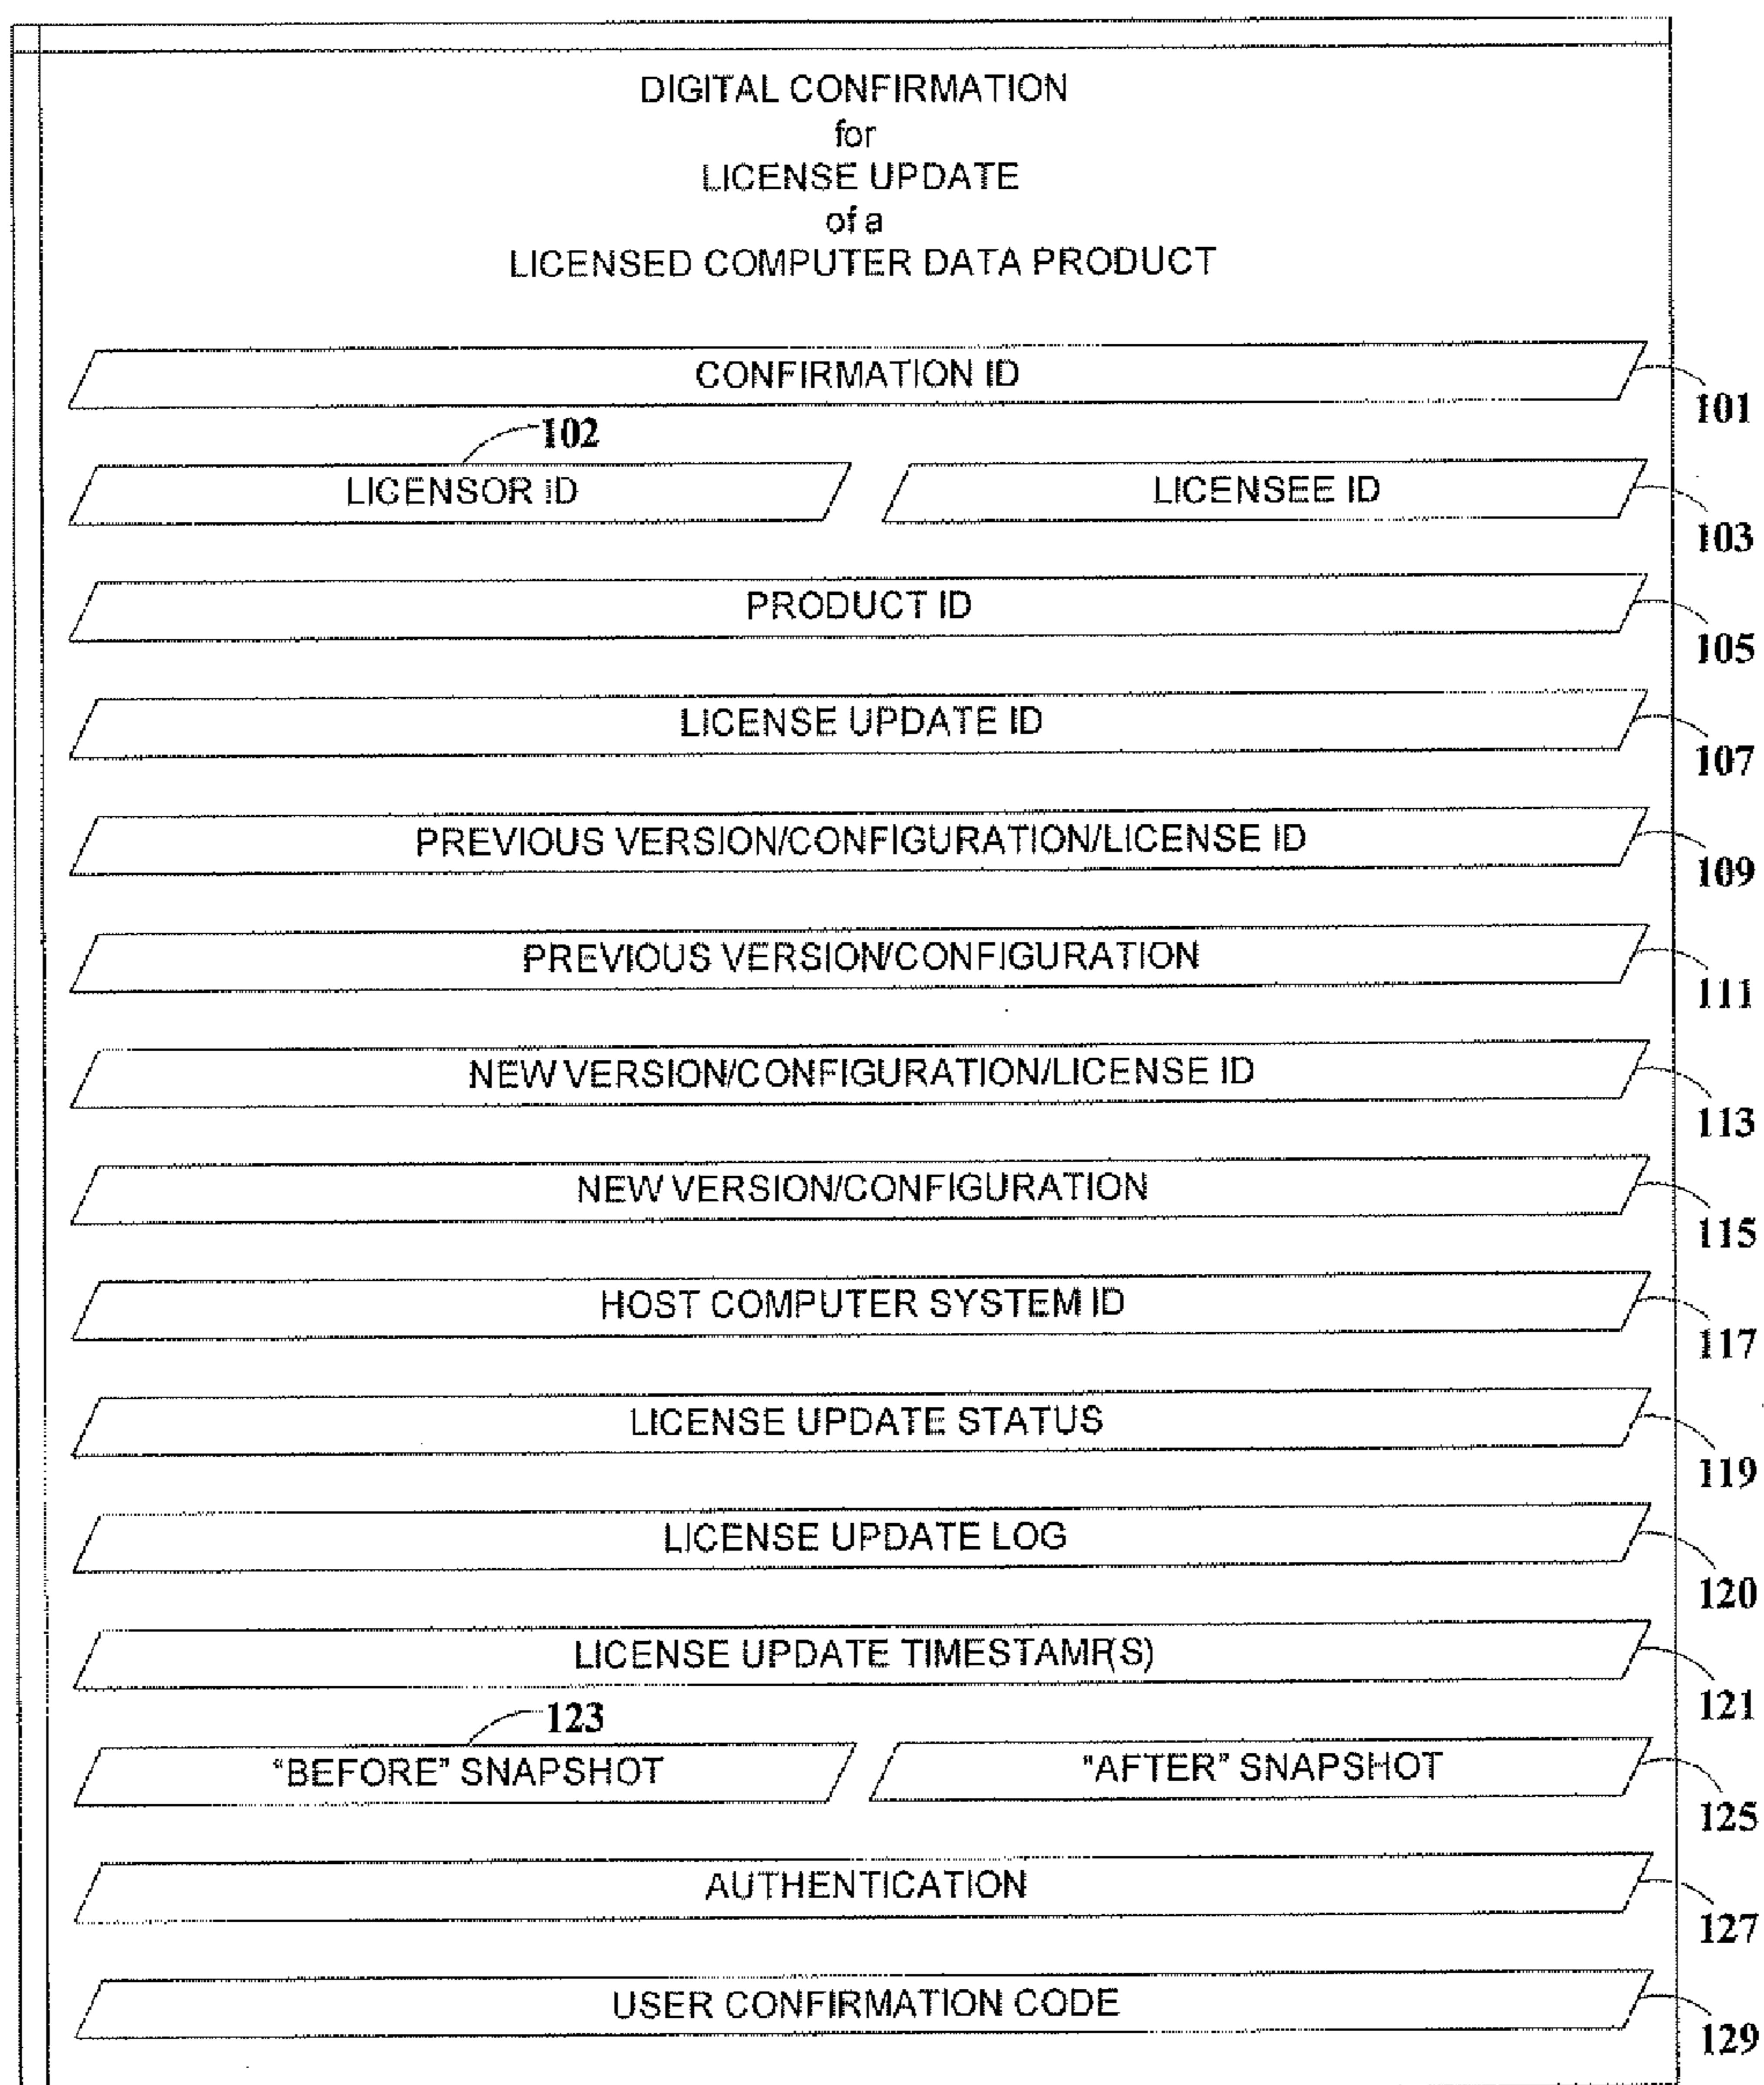 DIGITAL CONFIRMATION
for
LICENSE UPDATE
of a
LICENSED COMPUTER DATA PRODUCT
CONFIRMATION ID
101
102
LICENSOR ID
LICENSEE ID
103
PRODUCT ID
105
LICENSE UPDATE ID
107
PREVIOUS VERSION/CONFIGURATION/LICENSE ID
109
PREVIOUS VERSION/CONFIGURATION
111
NEW VERSION/CONFIGURATION/LICENSE ID
113
NEW VERSION/CONFIGURATION
115
HOST COMPUTER SYSTEM ID
117
LICENSE UPDATE STATUS
119
LICENSE UPDATE LOG
120
LICENSE UPDATE TIMESTAMP(S)
121
123
"BEFORE" SNAPSHOT
"AFTER" SNAPSHOT
125
AUTHENTICATION
127
USER CONFIRMATION CODE
129